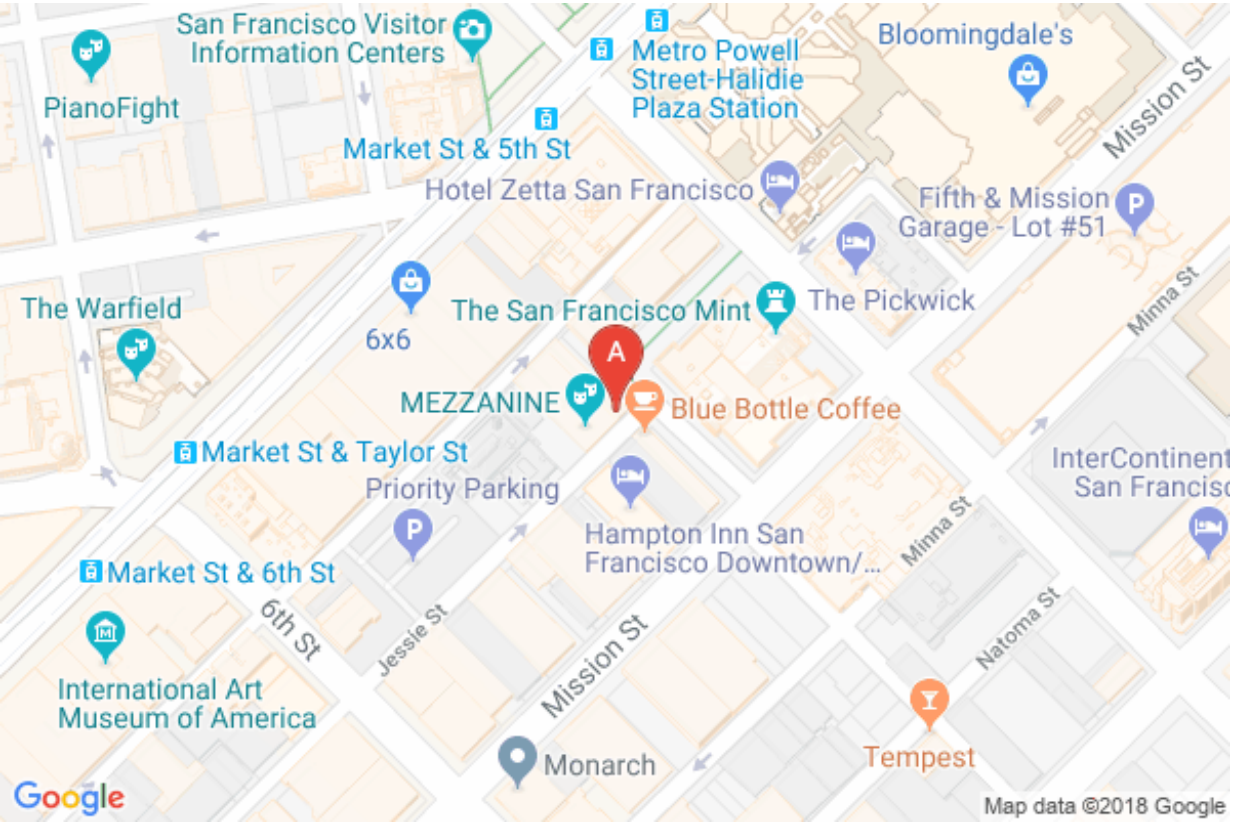 San Francisco Visitor
Information Centers
PianoFight
Metro Powell
Street-Halidie
Plaza Station
Bloomingdale's
Mission St
Market St & 5th St
Hotel Zetta San Francisco
Fifth & Mission
Garage - Lot #51
P
The Warfield
6x6
The San Francisco Mint
The Pickwick
Minna St
A
MEZZANINE
Blue Bottle Coffee
Market St & Taylor St
Priority Parking
P
InterContinent
San Francisc
Hampton Inn San
Francisco Downtown/...
Minna St
Market St & 6th St
6th St
Jessie St
Mission St
Natoma St
M
International Art
Museum of America
Monarch
Tempest
Google
Map data ©2018 Google